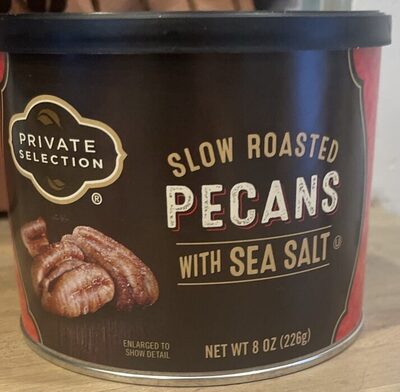 PRIVATE
SELECTION
®
SLOW ROASTED
PECANS
WITH SEA SALT
ENLARGED TO
SHOW DETAIL
NET WT 8 OZ (226g)